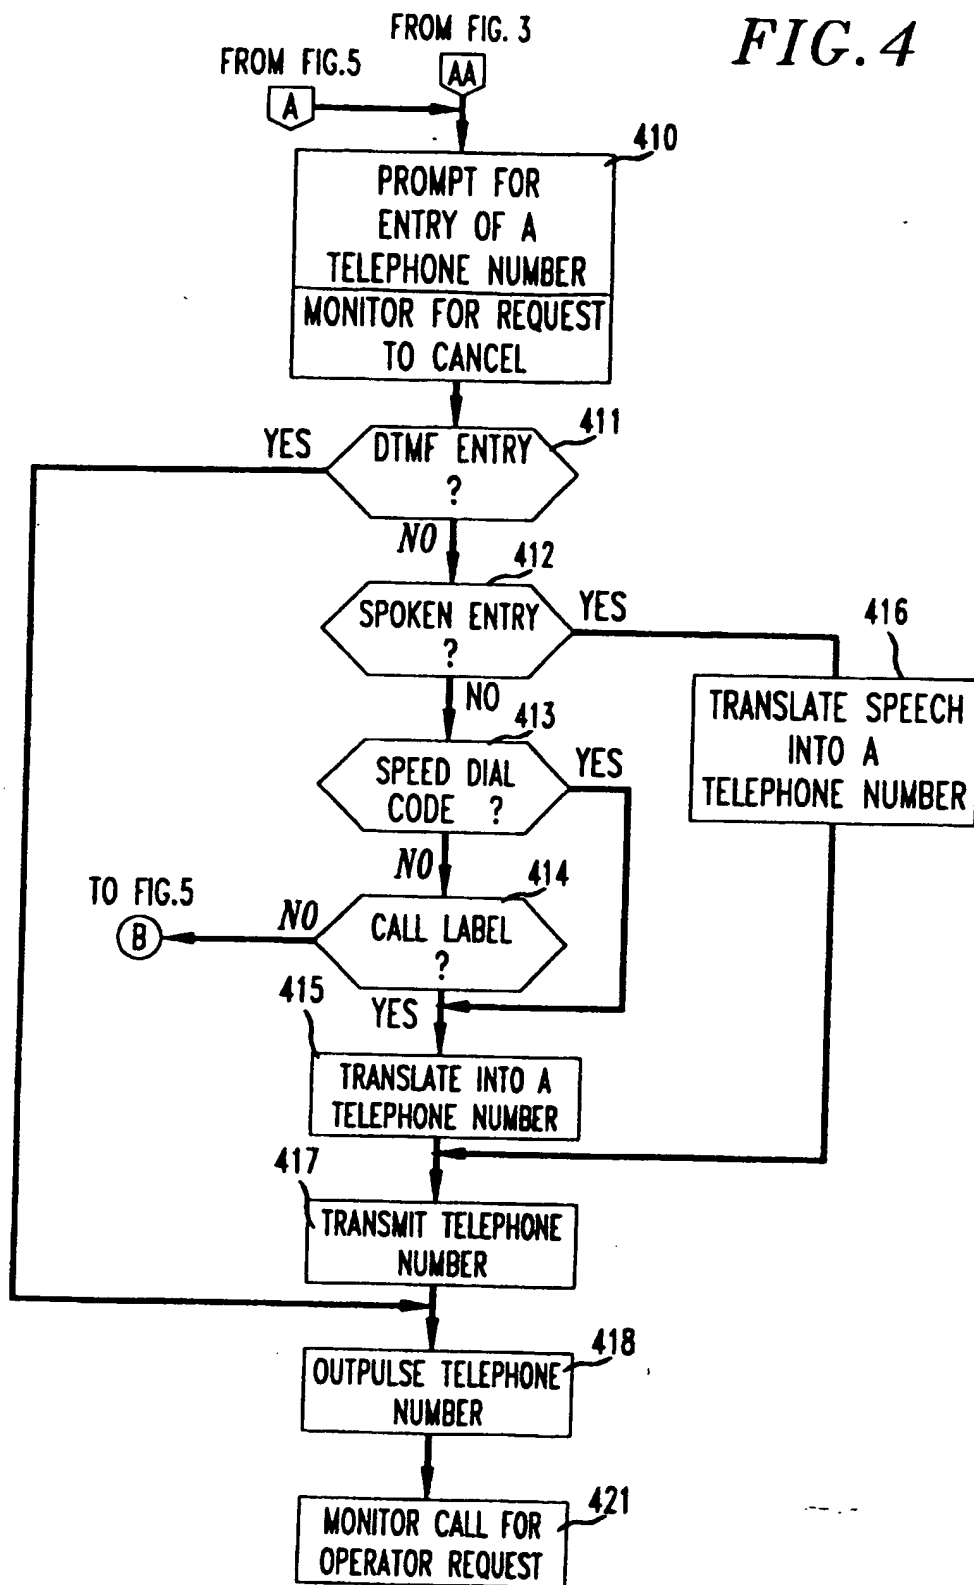 FROM FIG. 3
FIG. 4
FROM FIG.5
AA
A
410
PROMPT FOR
ENTRY OF A
TELEPHONE NUMBER
MONITOR FOR REQUEST
TO CANCEL
411
YES
DTMF ENTRY
?
NO
412
SPOKEN ENTRY
?
YES
416
NO
TRANSLATE SPEECH
INTO A
TELEPHONE NUMBER
413
SPEED DIAL
CODE ?
YES
NO
414
TO FIG.5
B
NO
CALL LABEL
?
415
YES
TRANSLATE INTO A
TELEPHONE NUMBER
417
TRANSMIT TELEPHONE
NUMBER
418
OUTPULSE TELEPHONE
NUMBER
421
MONITOR CALL FOR
OPERATOR REQUEST